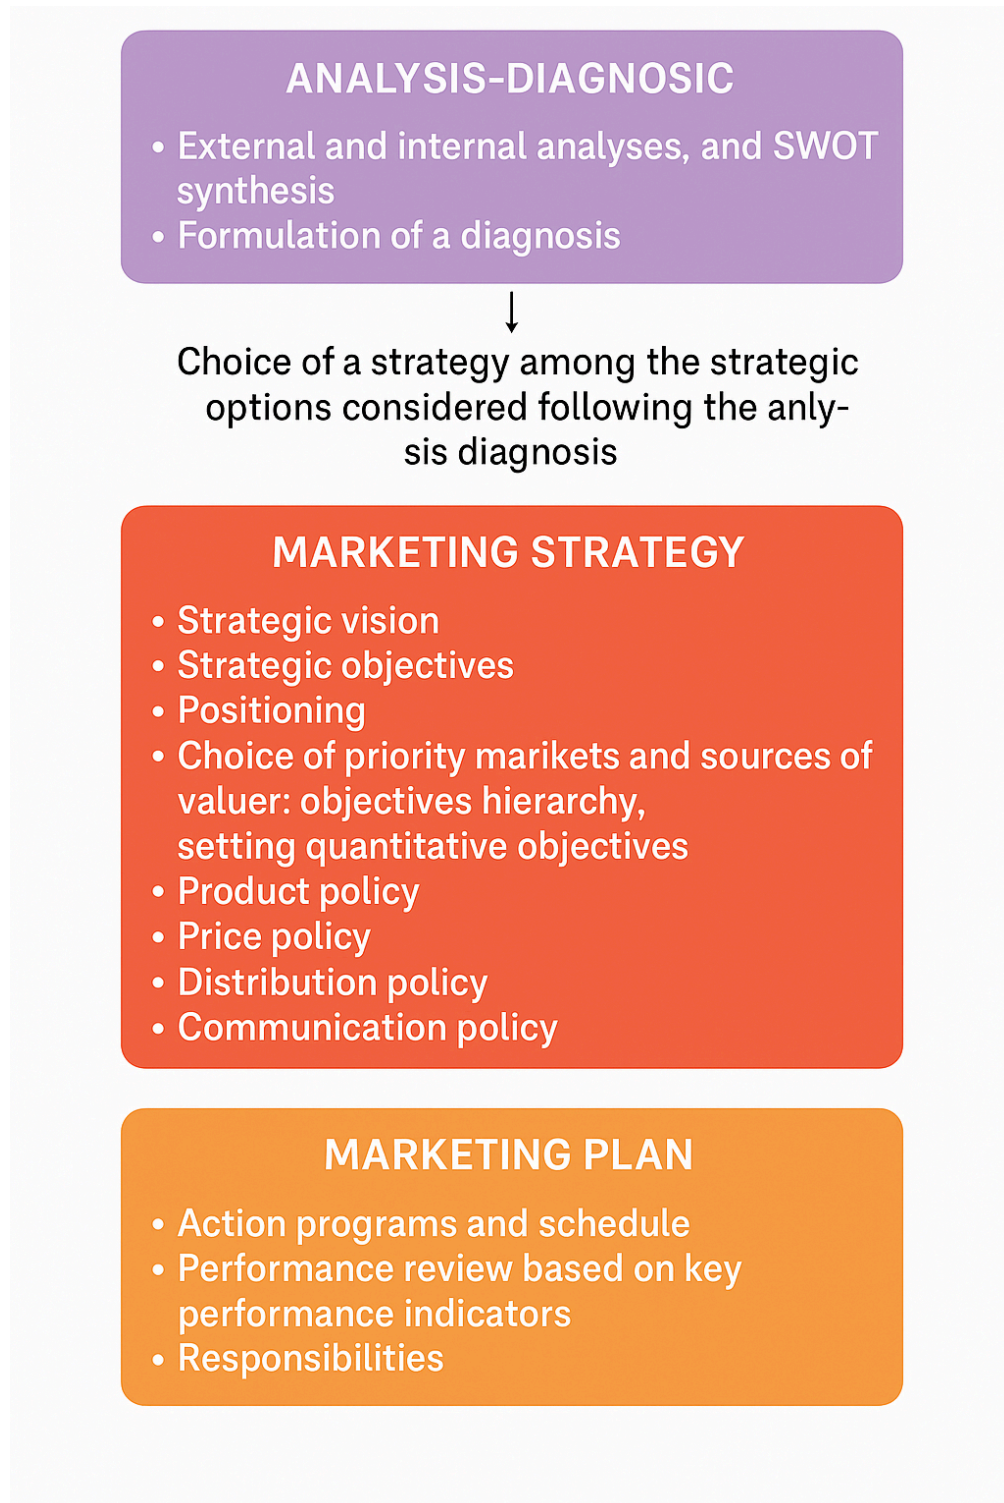 ANALYSIS-DIAGNOSIC
• External and internal analyses, and SWOT
synthesis
• Formulation of a diagnosis
Choice of a strategy among the strategic
options considered following the anly-
sis diagnosis
MARKETING STRATEGY
• Strategic vision
• Strategic objectives
• Positioning
• Choice of priority marikets and sources of
valuer: objectives hierarchy,
setting quantitative objectives
• Product policy
• Price policy
• Distribution policy
• Communication policy
MARKETING PLAN
• Action programs and schedule
• Performance review based on key
performance indicators
• Responsibilities